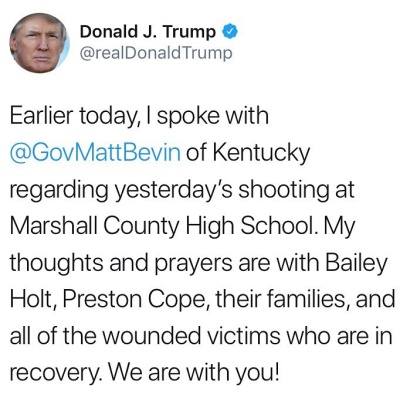 Donald J. Trump
@realDonaldTrump
Earlier today, I spoke with
@GovMattBevin of Kentucky
regarding yesterday’s shooting at
Marshall County High School. My
thoughts and prayers are with Bailey
Holt, Preston Cope, their families, and
all of the wounded victims who are in
recovery. We are with you!